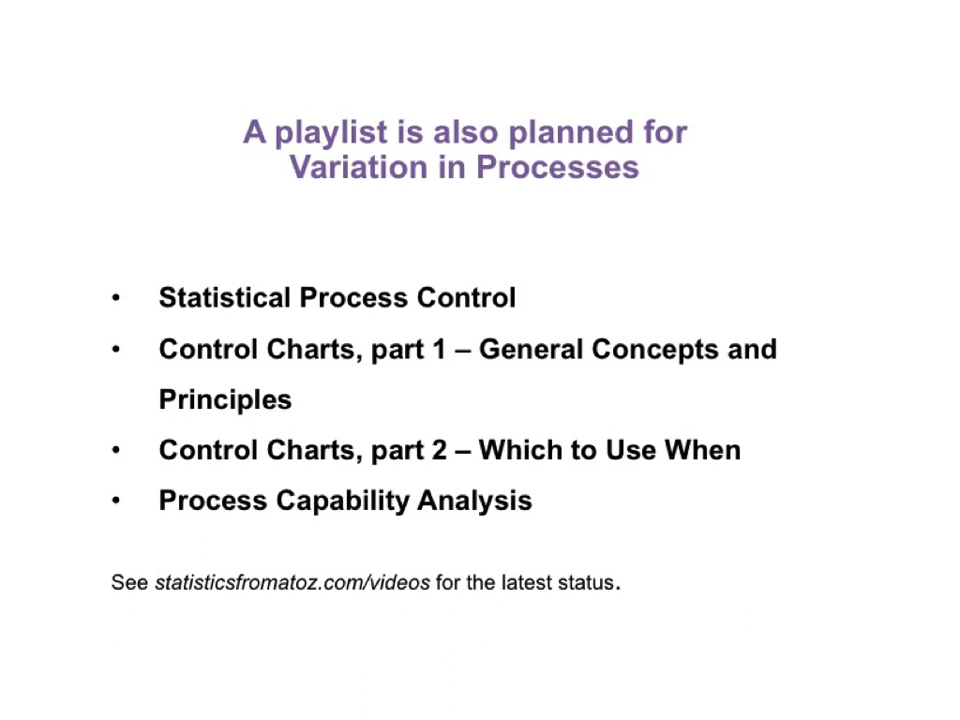 A playlist is also planned for
Variation in Processes
• Statistical Process Control
• Control Charts, part 1 – General Concepts and
Principles
• Control Charts, part 2 – Which to Use When
• Process Capability Analysis
See statisticsfromatoz.com/videos for the latest status.